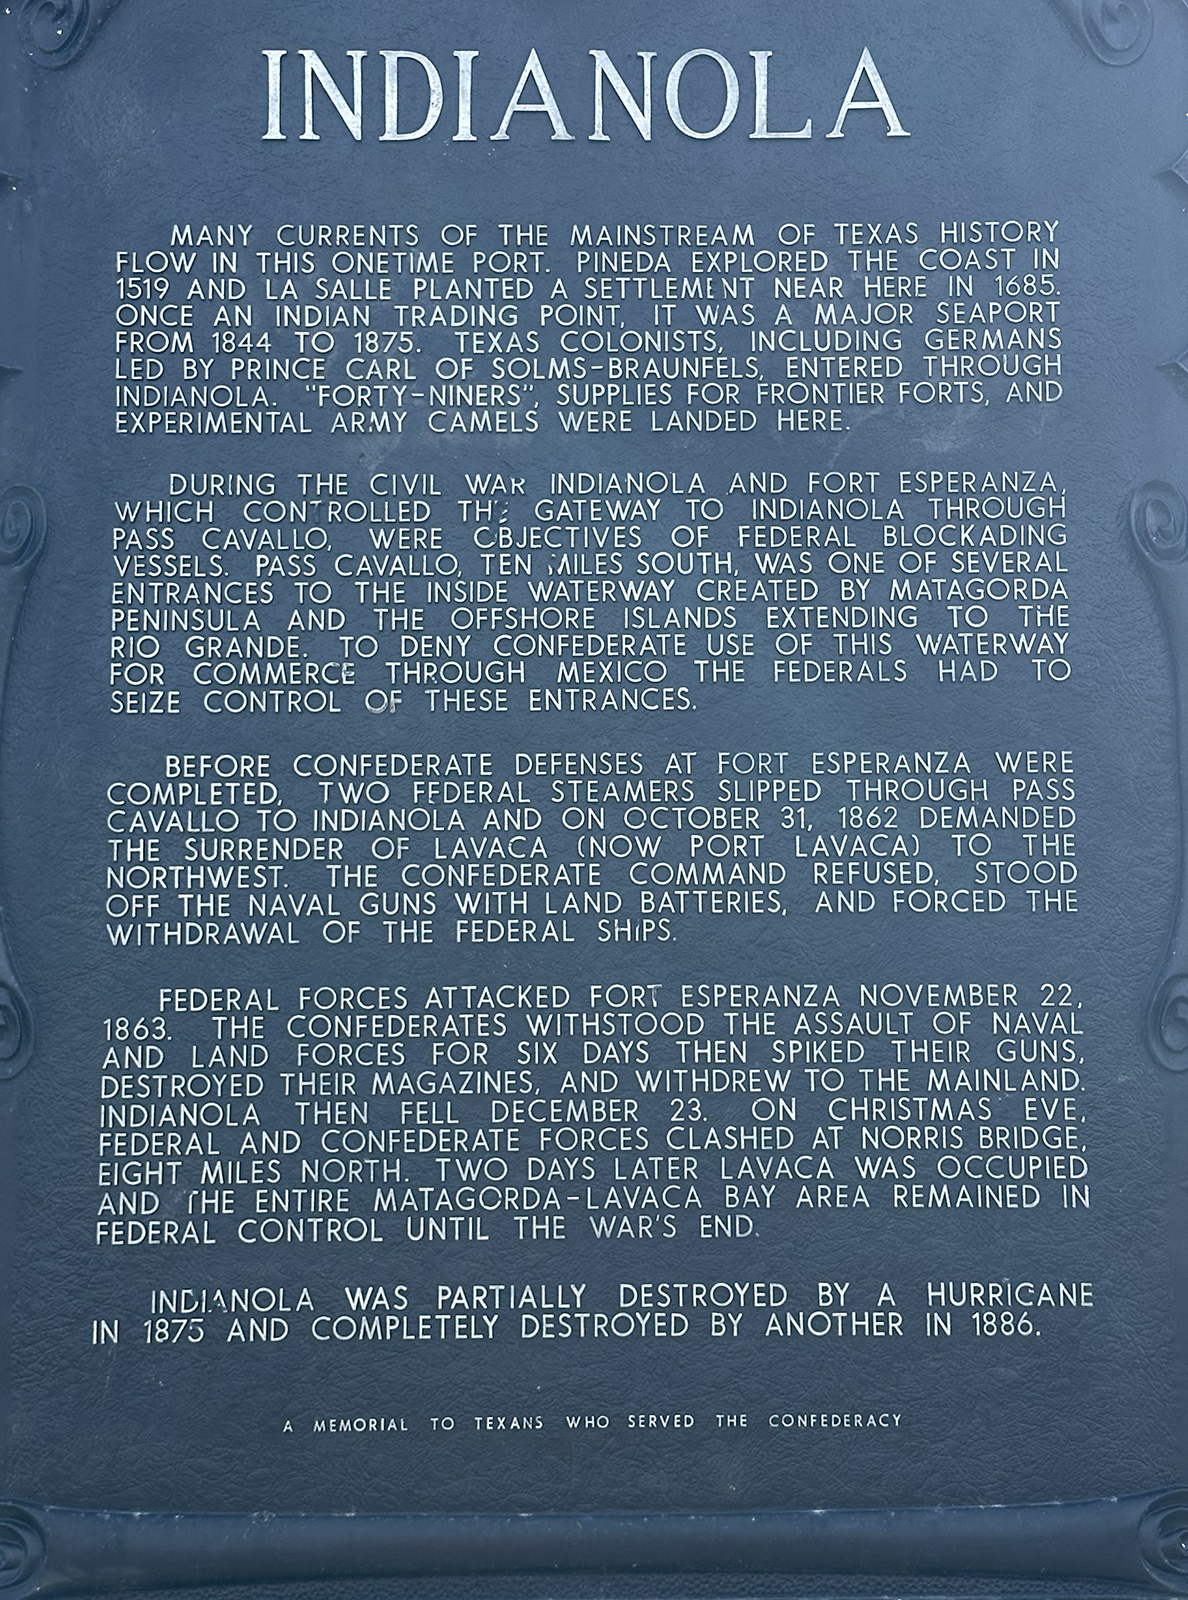 INDIANOLA
MANY CURRENTS OF THE MAINSTREAM OF TEXAS HISTORY
FLOW IN THIS ONETIME PORT. PINEDA EXPLORED THE COAST IN
1519 AND LA SALLE PLANTED A SETTLEMENT NEAR HERE IN 1685.
ONCE AN INDIAN TRADING POINT, IT WAS A MAJOR SEAPORT
FROM 1844 TO 1875. TEXAS COLONISTS, INCLUDING GERMANS
LED BY PRINCE CARL OF SOLMS-BRAUNFELS, ENTERED THROUGH
INDIANOLA. "FORTY-NINERS", SUPPLIES FOR FRONTIER FORTS, AND
EXPERIMENTAL ARMY CAMELS WERE LANDED HERE.
DURING THE CIVIL WAR INDIANOLA AND FORT ESPERANZA,
WHICH CONTROLLED THE GATEWAY TO INDIANOLA THROUGH
PASS CAVALLO, WERE OBJECTIVES OF FEDERAL BLOCKADING
VESSELS. PASS CAVALLO, TEN MILES SOUTH, WAS ONE OF SEVERAL
ENTRANCES TO THE INSIDE WATERWAY CREATED BY MATAGORDA
PENINSULA AND THE OFFSHORE ISLANDS EXTENDING TO THE
RIO GRANDE. TO DENY CONFEDERATE USE OF THIS WATERWAY
FOR COMMERCE THROUGH MEXICO THE FEDERALS HAD TO
SEIZE CONTROL OF THESE ENTRANCES.
BEFORE CONFEDERATE DEFENSES AT FORT ESPERANZA WERE
COMPLETED, TWO FEDERAL STEAMERS SLIPPED THROUGH PASS
CAVALLO TO INDIANOLA AND ON OCTOBER 31, 1862 DEMANDED
THE SURRENDER OF LAVACA (NOW PORT LAVACA) TO THE
NORTHWEST. THE CONFEDERATE COMMAND REFUSED, STOOD
OFF THE NAVAL GUNS WITH LAND BATTERIES, AND FORCED THE
WITHDRAWAL OF THE FEDERAL SHIPS.
FEDERAL FORCES ATTACKED FORT ESPERANZA NOVEMBER 22,
1863. THE CONFEDERATES WITHSTOOD THE ASSAULT OF NAVAL
AND LAND FORCES FOR SIX DAYS THEN SPIKED THEIR GUNS,
DESTROYED THEIR MAGAZINES, AND WITHDREW TO THE MAINLAND.
INDIANOLA THEN FELL DECEMBER 23. ON CHRISTMAS EVE,
FEDERAL AND CONFEDERATE FORCES CLASHED AT NORRIS BRIDGE,
EIGHT MILES NORTH. TWO DAYS LATER LAVACA WAS OCCUPIED
AND THE ENTIRE MATAGORDA-LAVACA BAY AREA REMAINED IN
FEDERAL CONTROL UNTIL THE WAR'S END.
INDIANOLA WAS PARTIALLY DESTROYED BY A HURRICANE
IN 1875 AND COMPLETELY DESTROYED BY ANOTHER IN 1886.
A MEMORIAL TO TEXANS WHO SERVED THE CONFEDERACY